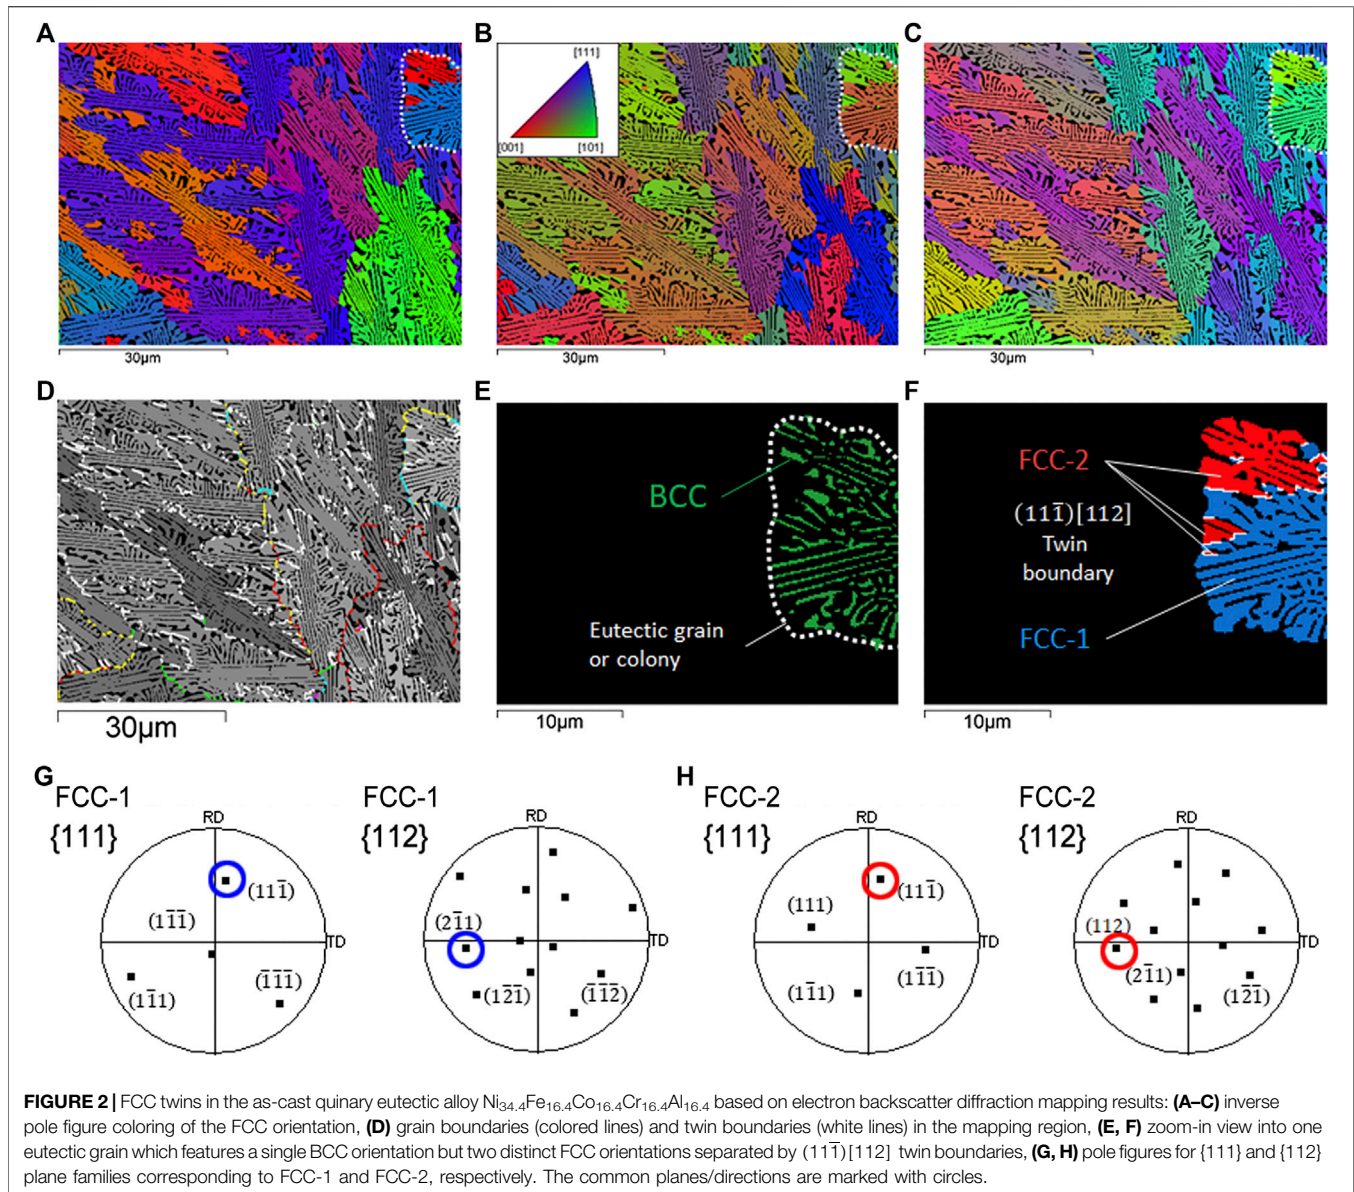 A
B
C
[111]
[001]
[101]
30μm
30μm
30μm
D
E
F
BCC
Eutectic grain
or colony
FCC-2
(111̅)[112]
Twin
boundary
FCC-1
30μm
10μm
10μm
G
FCC-1
{111}
RD
TD
(111̅)
(11̅1̅)
(11̅1)
(1̅1̅1̅)
FCC-1
{112}
RD
TD
(21̅1)
(12̅1̅)
(1̅1̅2̅)
H
FCC-2
{111}
RD
TD
(111̅)
(111)
(11̅1̅)
(11̅1)
FCC-2
{112}
RD
TD
(112)
(21̅1)
(12̅1)
FIGURE 2 | FCC twins in the as-cast quinary eutectic alloy Ni34.4Fe16.4Co16.4Cr16.4Al16.4 based on electron backscatter diffraction mapping results: (A–C) inverse
pole figure coloring of the FCC orientation, (D) grain boundaries (colored lines) and twin boundaries (white lines) in the mapping region, (E, F) zoom-in view into one
eutectic grain which features a single BCC orientation but two distinct FCC orientations separated by (111̅)[112] twin boundaries, (G, H) pole figures for {111} and {112}
plane families corresponding to FCC-1 and FCC-2, respectively. The common planes/directions are marked with circles.